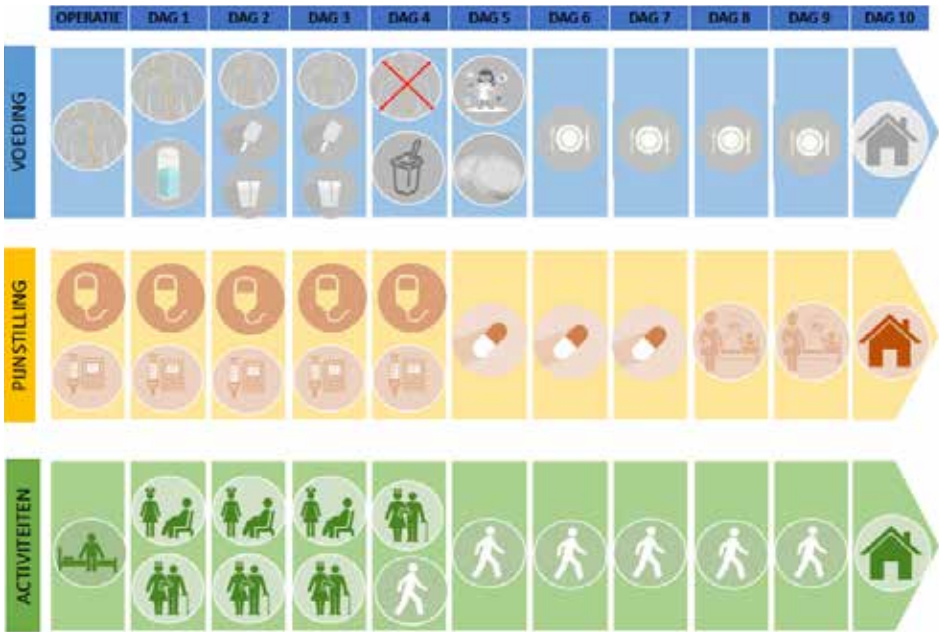 OPERATIE DAG 1 DAG 2 DAG 3 DAG 4 DAG 5 DAG 6 DAG 7 DAG 8 DAG 9 DAG 10
VOEDING
PIJNSTILLING
ACTIVITEITEN